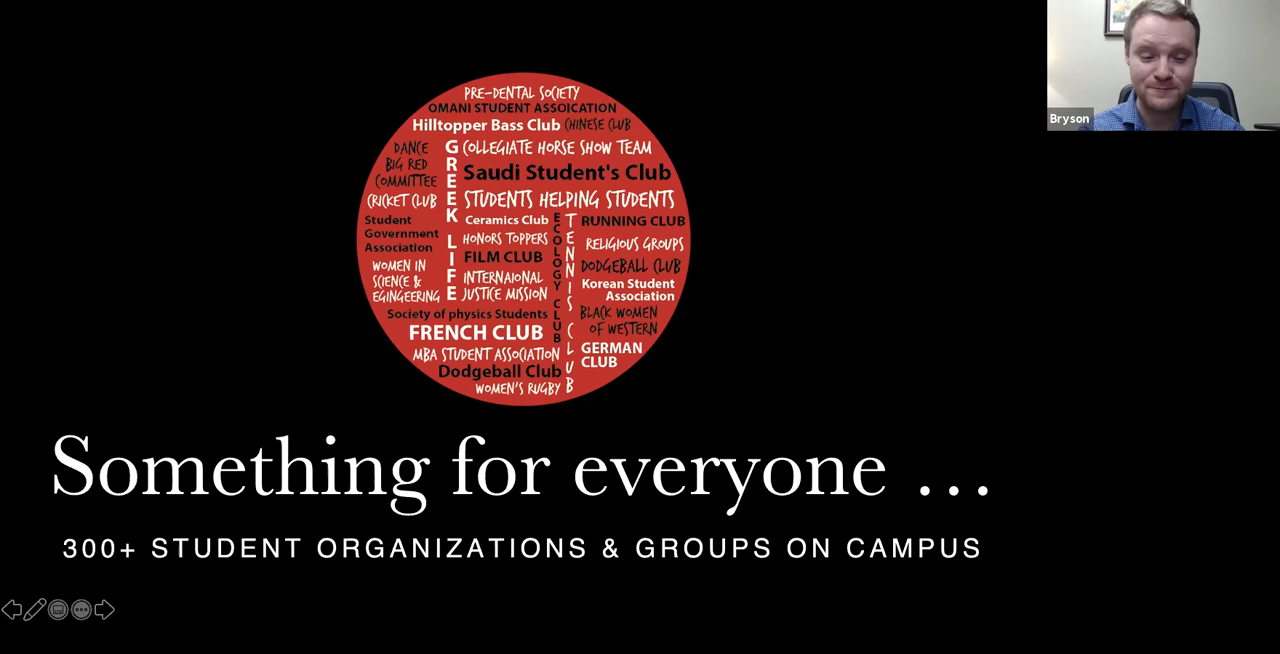 Bryson
PRE-DENTAL SOCIETY
OMANI STUDENT ASSOICATION
Hilltopper Bass Club CHINESE CLUB
DANCE
BIG RED
COMMITTEE
CRICKET CLUB
Student
Government
Association
WOMEN IN
SCIENCE &
EGINGEERING
GREEK LIFE
COLLEGIATE HORSE SHOW TEAM
Saudi Student's Club
STUDENTS HELPING STUDENTS
Ceramics Club
HONORS TOPPERS
FILM CLUB
INTERNAIONAL
JUSTICE MISSION
ECOLOGY CLUB
TENNIS CLUB
RUNNING CLUB
RELIGIOUS GROUPS
DODGEBALL CLUB
Korean Student
Association
BLACK WOMEN
OF WESTERN
GERMAN
CLUB
Society of physics Students
FRENCH CLUB
MBA STUDENT ASSOCIATION
Dodgeball Club
WOMEN'S RUGBY
Something for everyone ...
300+ STUDENT ORGANIZATIONS & GROUPS ON CAMPUS